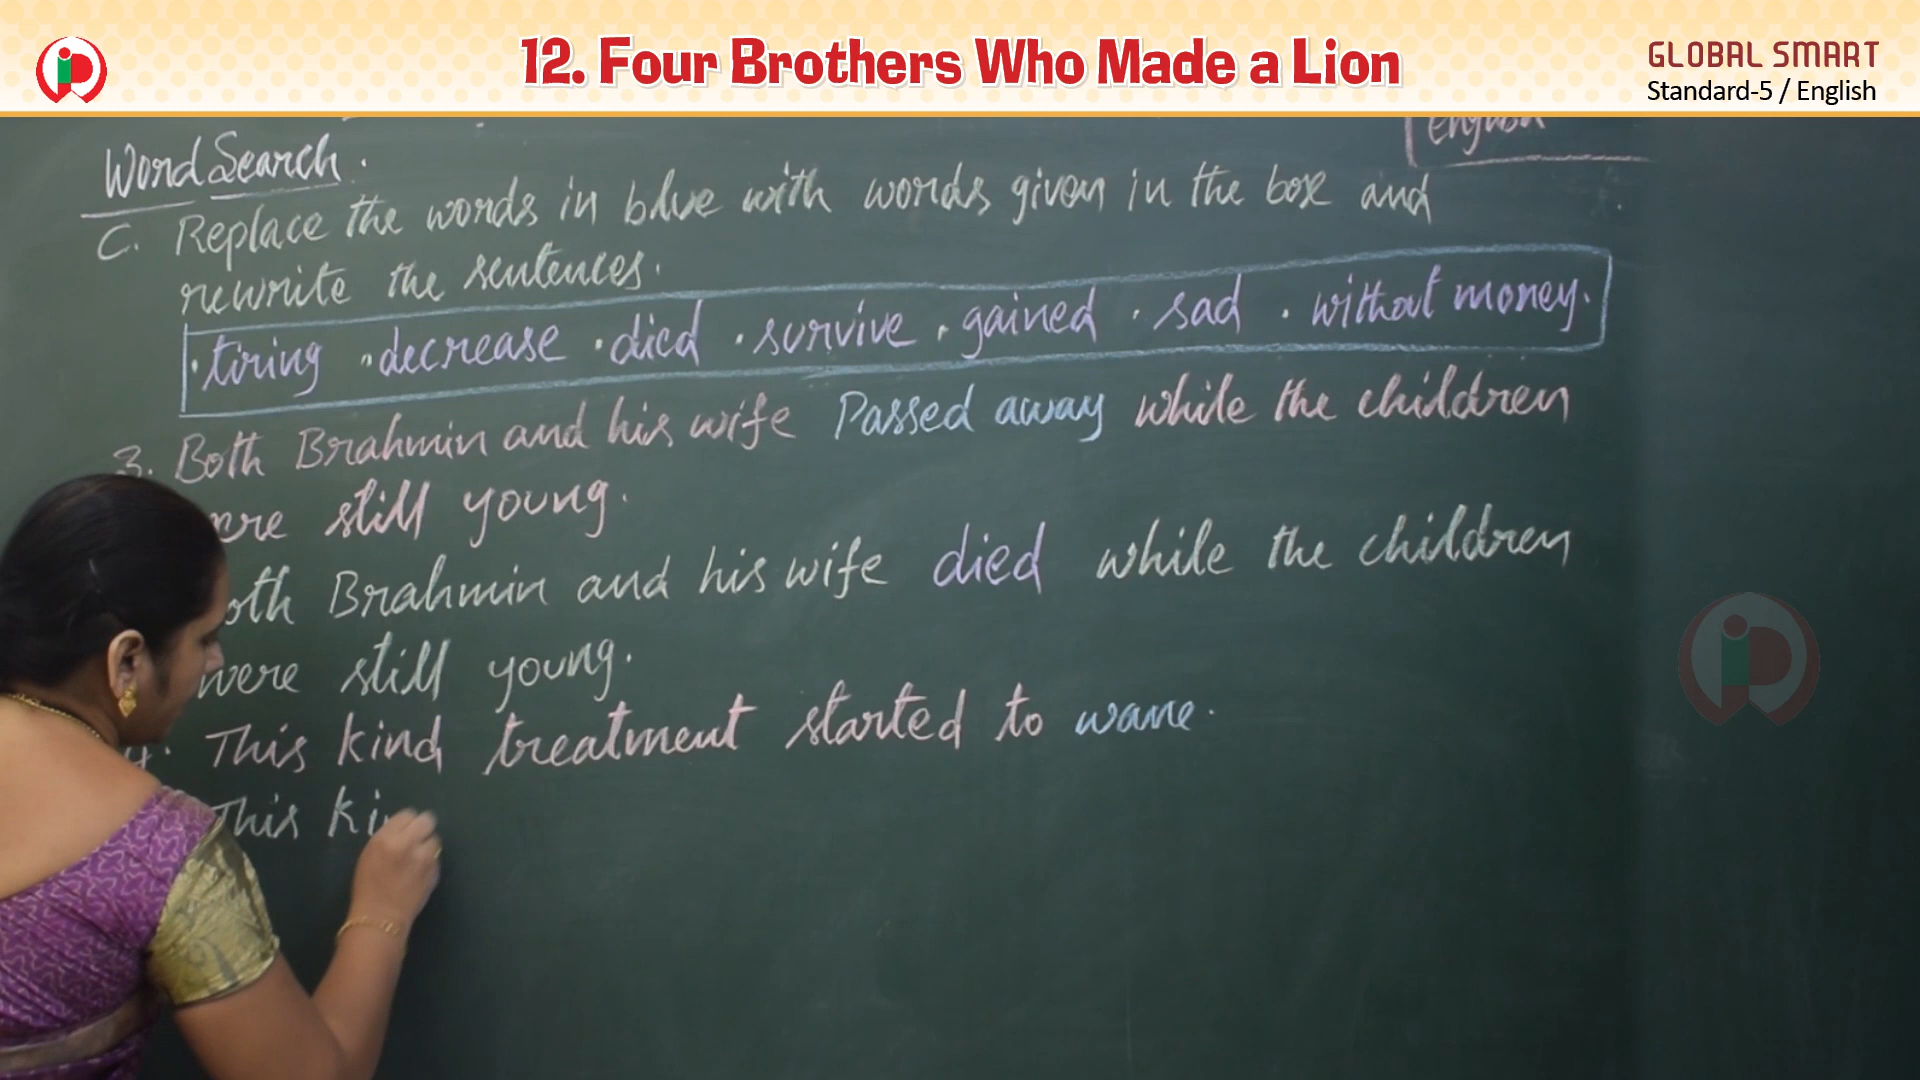 12. Four Brothers Who Made a Lion
GLOBAL SMART
Standard-5 / English
English
Word Search.
C. Replace the words in blue with words given in the box and
rewrite the sentences.
· tiring · decrease · died · survive · gained · sad · without money.
3. Both Brahmin and his wife Passed away while the children
were still young.
oth Brahmin and his wife died while the children
were still young.
4. This kind treatment started to wane.
This ki